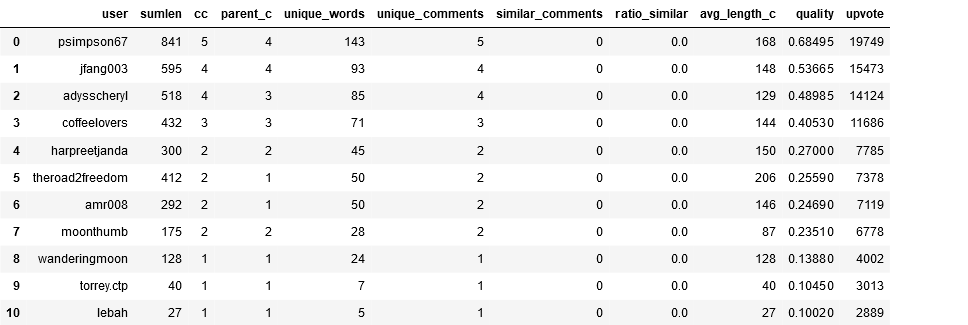 user sumlen cc parent_c unique_words unique_comments similar_comments ratio_similar avg_length_c quality upvote
0 psimpson67 841 5 4 143 5 0 0.0 168 0.68495 19749
1 jfang003 595 4 4 93 4 0 0.0 148 0.53665 15473
2 adysscheryl 518 4 3 85 4 0 0.0 129 0.48985 14124
3 coffeelovers 432 3 3 71 3 0 0.0 144 0.40530 11686
4 harpreetjanda 300 2 2 45 2 0 0.0 150 0.27000 7785
5 theroad2freedom 412 2 1 50 2 0 0.0 206 0.25590 7378
6 amr008 292 2 1 50 2 0 0.0 146 0.24690 7119
7 moonthumb 175 2 2 28 2 0 0.0 87 0.23510 6778
8 wanderingmoon 128 1 1 24 1 0 0.0 128 0.13880 4002
9 torrey.ctp 40 1 1 7 1 0 0.0 40 0.10450 3013
10 lebah 27 1 1 5 1 0 0.0 27 0.10020 2889